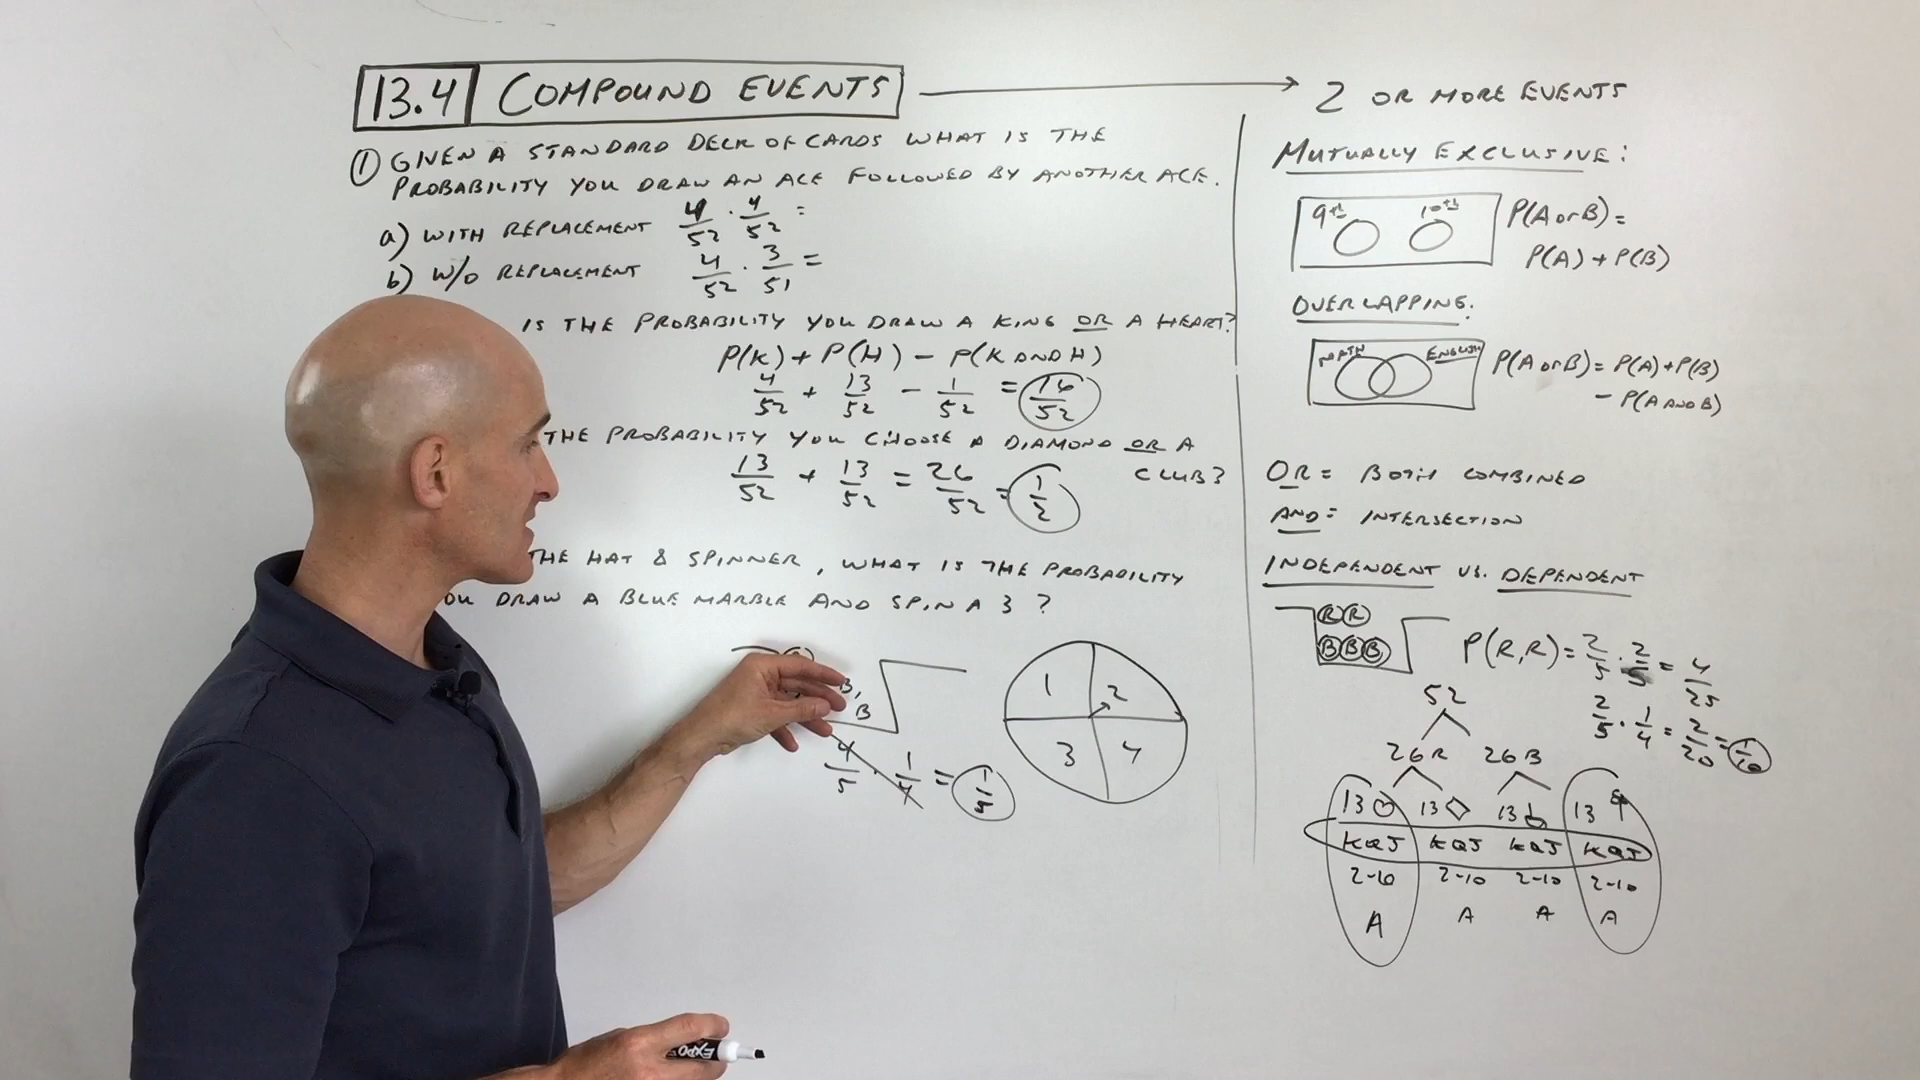 13.4 COMPOUND EVENTS → 2 OR MORE EVENTS
① GIVEN A STANDARD DECK OF CARDS WHAT IS THE
PROBABILITY YOU DRAW AN ACE FOLLOWED BY ANOTHER ACE.
a) WITH REPLACEMENT 4/52 · 4/52 =
b) W/O REPLACEMENT 4/52 · 3/51 =
IS THE PROBABILITY YOU DRAW A KING OR A HEART?
P(K) + P(H) - P(K AND H)
4/52 + 13/52 - 1/52 = 16/52
THE PROBABILITY YOU CHOOSE A DIAMOND OR A
CLUB?
13/52 + 13/52 = 26/52 = 1/2
THE HAT & SPINNER, WHAT IS THE PROBABILITY
OU DRAW A BLUE MARBLE AND SPIN A 3?
B,
B
4/5 · 1/4 = 1/5
1 2
3 4
MUTUALLY EXCLUSIVE:
9th 10th
P(A or B) =
P(A) + P(B)
OVERLAPPING:
MATH ENGLISH
P(A or B) = P(A) + P(B)
- P(A AND B)
OR = BOTH COMBINED
AND = INTERSECTION
INDEPENDENT VS. DEPENDENT
R R
B B B
P(R,R) = 2/5 · 2/5 = 4/25
2/5 · 1/4 = 2/20 = 1/10
52
26R 26B
13♡ 13◇ 13♠ 13♣
KQJ KQJ KQJ KQJ
2-10 2-10 2-10 2-10
A A A A
EXPO